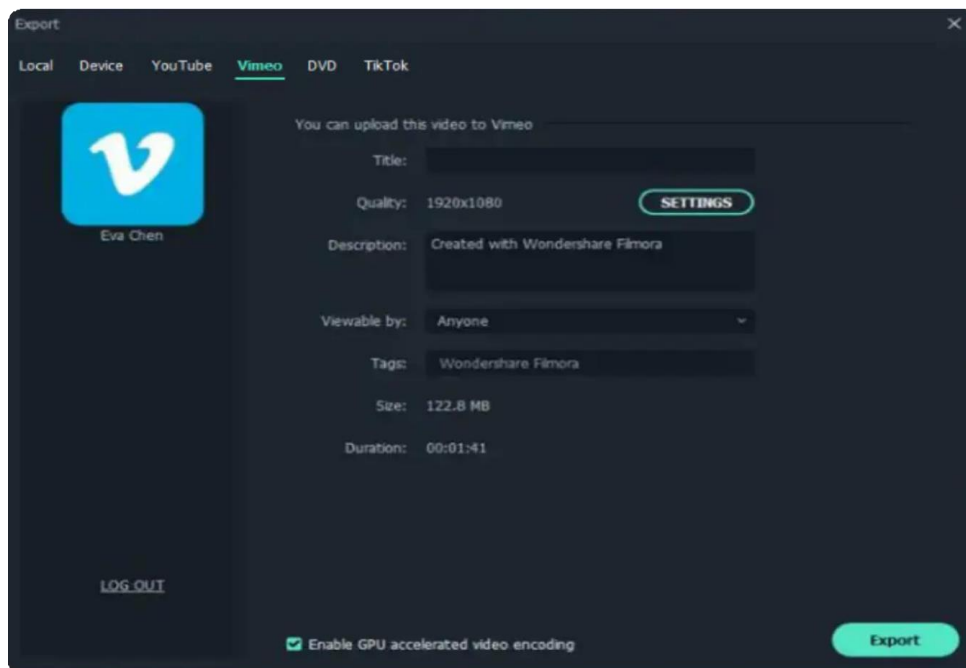 Export
Local Device YouTube Vimeo DVD TikTok
Eva Chen
LOG OUT
You can upload this video to Vimeo
Title:
Quality: 1920x1080 SETTINGS
Description: Created with Wondershare Filmora
Viewable by: Anyone
Tags: Wondershare Filmora
Size: 122.8 MB
Duration: 00:01:41
Enable GPU accelerated video encoding
Export